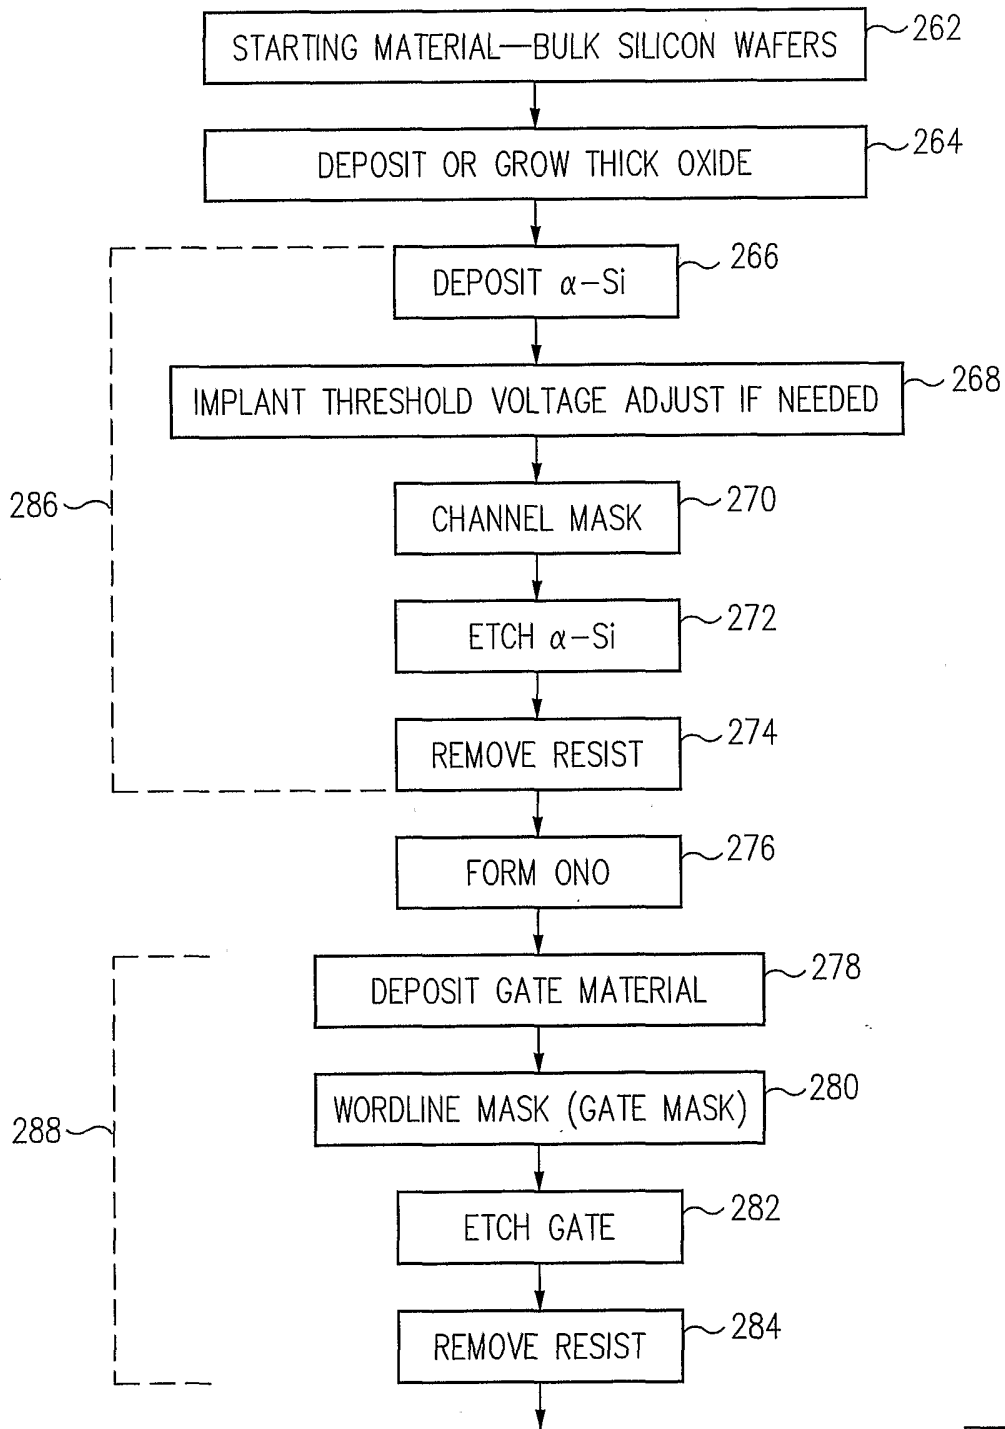 STARTING MATERIAL—BULK SILICON WAFERS
262
DEPOSIT OR GROW THICK OXIDE
264
DEPOSIT α-Si
266
IMPLANT THRESHOLD VOLTAGE ADJUST IF NEEDED
268
286
CHANNEL MASK
270
ETCH α-Si
272
REMOVE RESIST
274
FORM ONO
276
DEPOSIT GATE MATERIAL
278
WORDLINE MASK (GATE MASK)
280
288
ETCH GATE
282
REMOVE RESIST
284